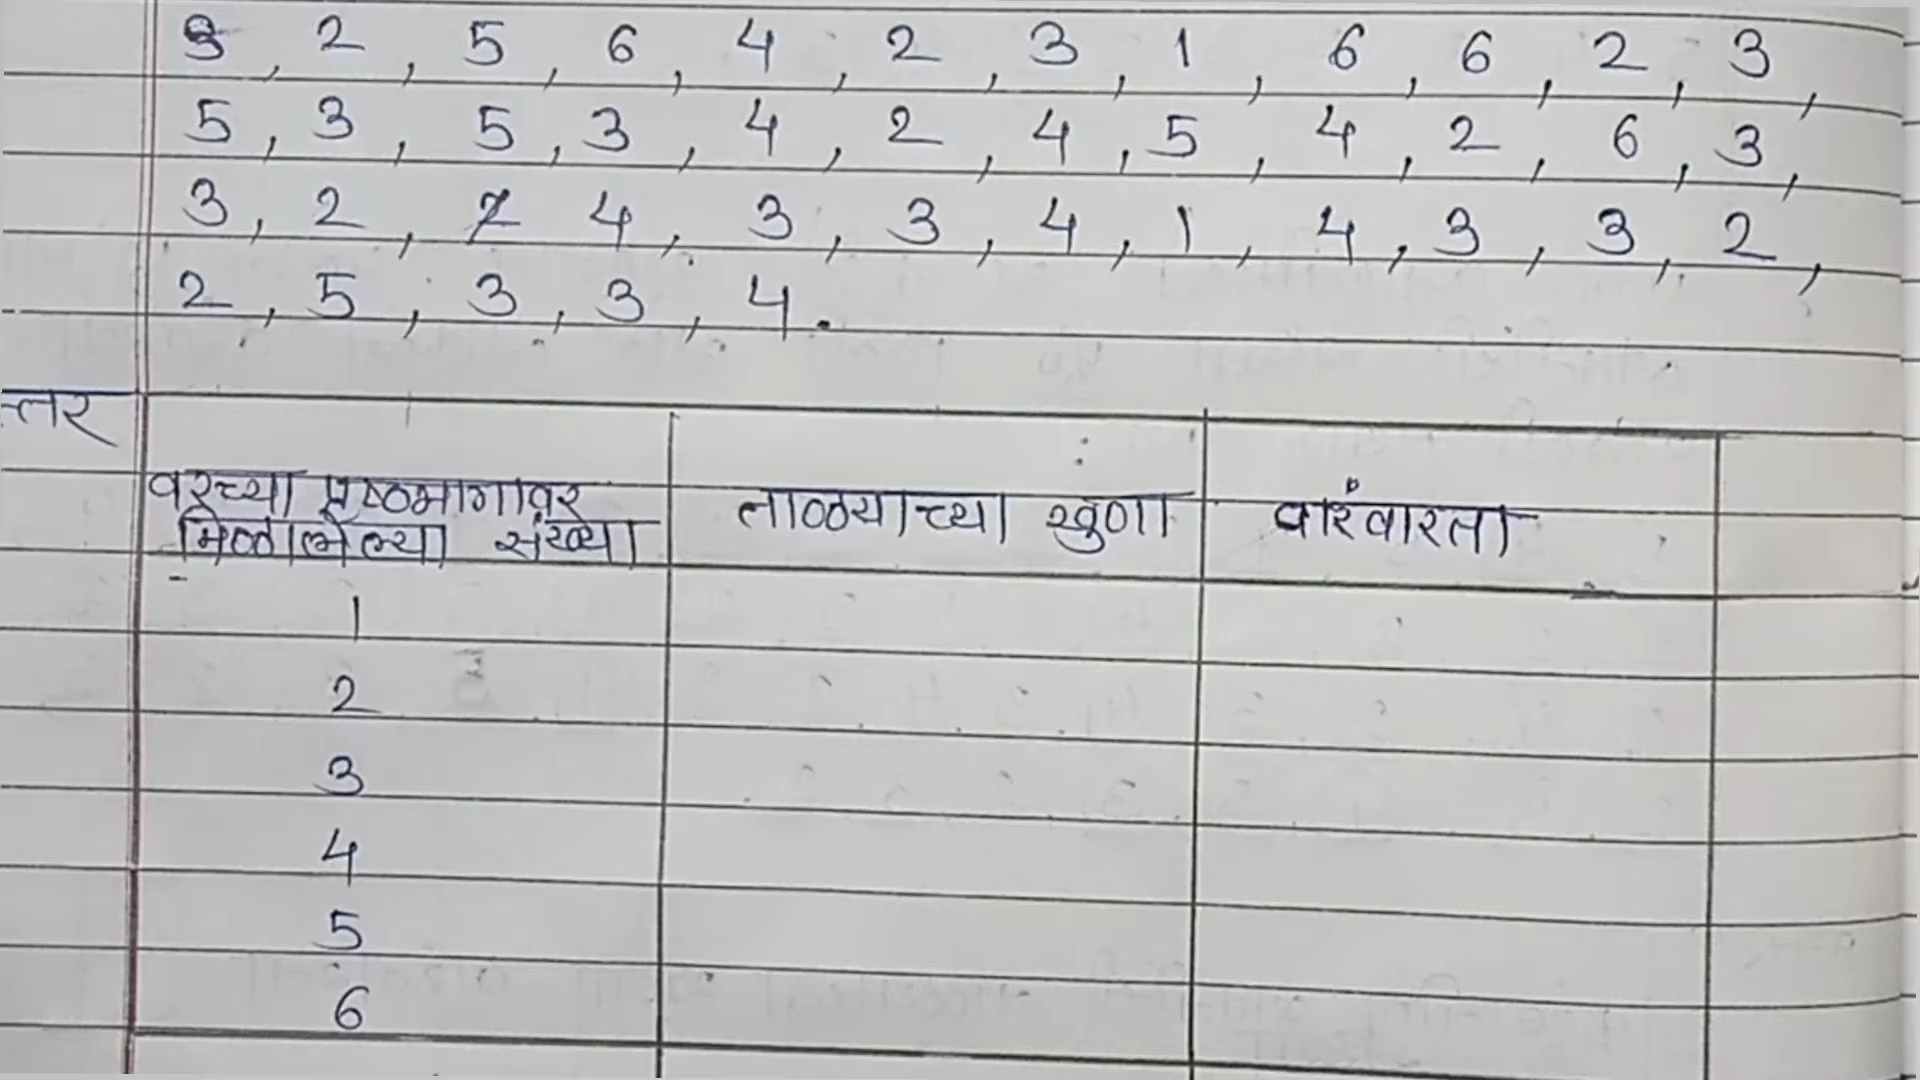 3, 2, 5, 6, 4, 2, 3, 1, 6, 6, 2, 3,
5, 3, 5, 3, 4, 2, 4, 5, 4, 2, 6, 3,
3, 2, 4, 3, 3, 4, 1, 4, 3, 3, 2,
2, 5, 3, 3, 4.
त्तर
वरच्या पृष्ठभागावर
मिळालेल्या संख्या
ताळ्याच्या खुणा
वारंवारता
1
2
3
4
5
6